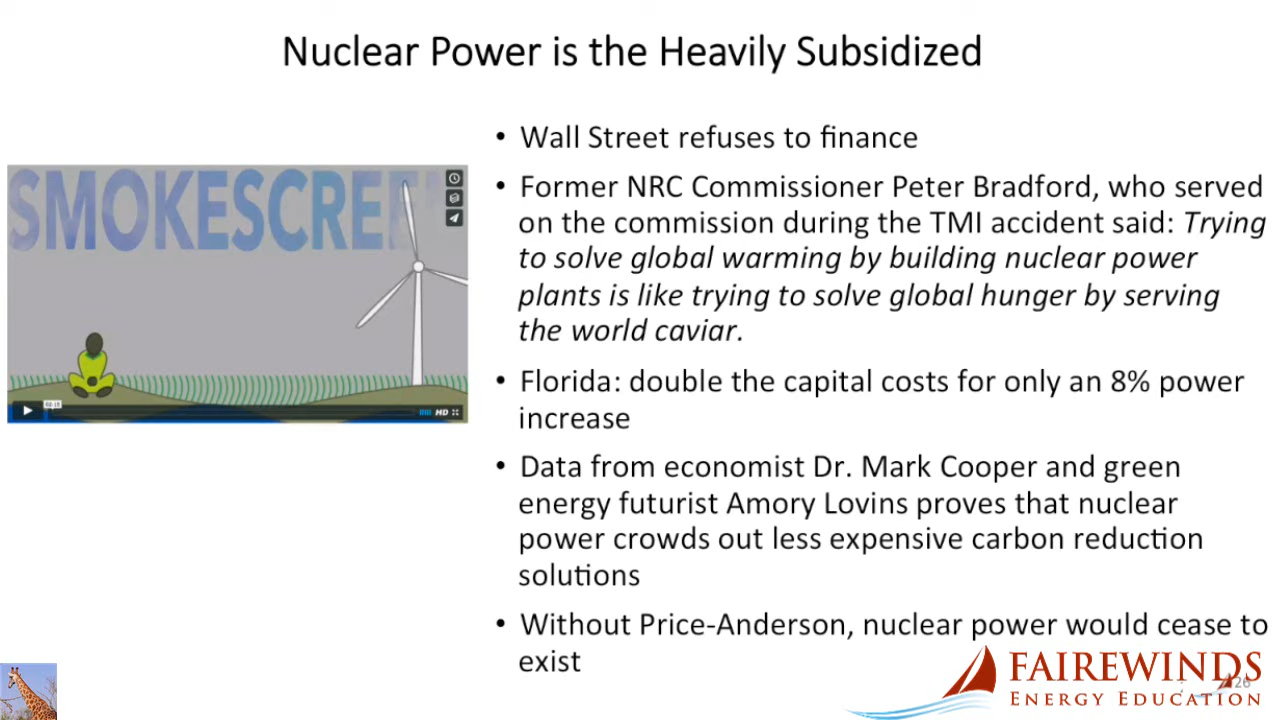 Nuclear Power is the Heavily Subsidized
• Wall Street refuses to finance
• Former NRC Commissioner Peter Bradford, who served
on the commission during the TMI accident said: Trying
to solve global warming by building nuclear power
plants is like trying to solve global hunger by serving
the world caviar.
• Florida: double the capital costs for only an 8% power
increase
• Data from economist Dr. Mark Cooper and green
energy futurist Amory Lovins proves that nuclear
power crowds out less expensive carbon reduction
solutions
• Without Price-Anderson, nuclear power would cease to
exist
SMOKESCREE
HD
FAIREWINDS
ENERGY EDUCATION
26